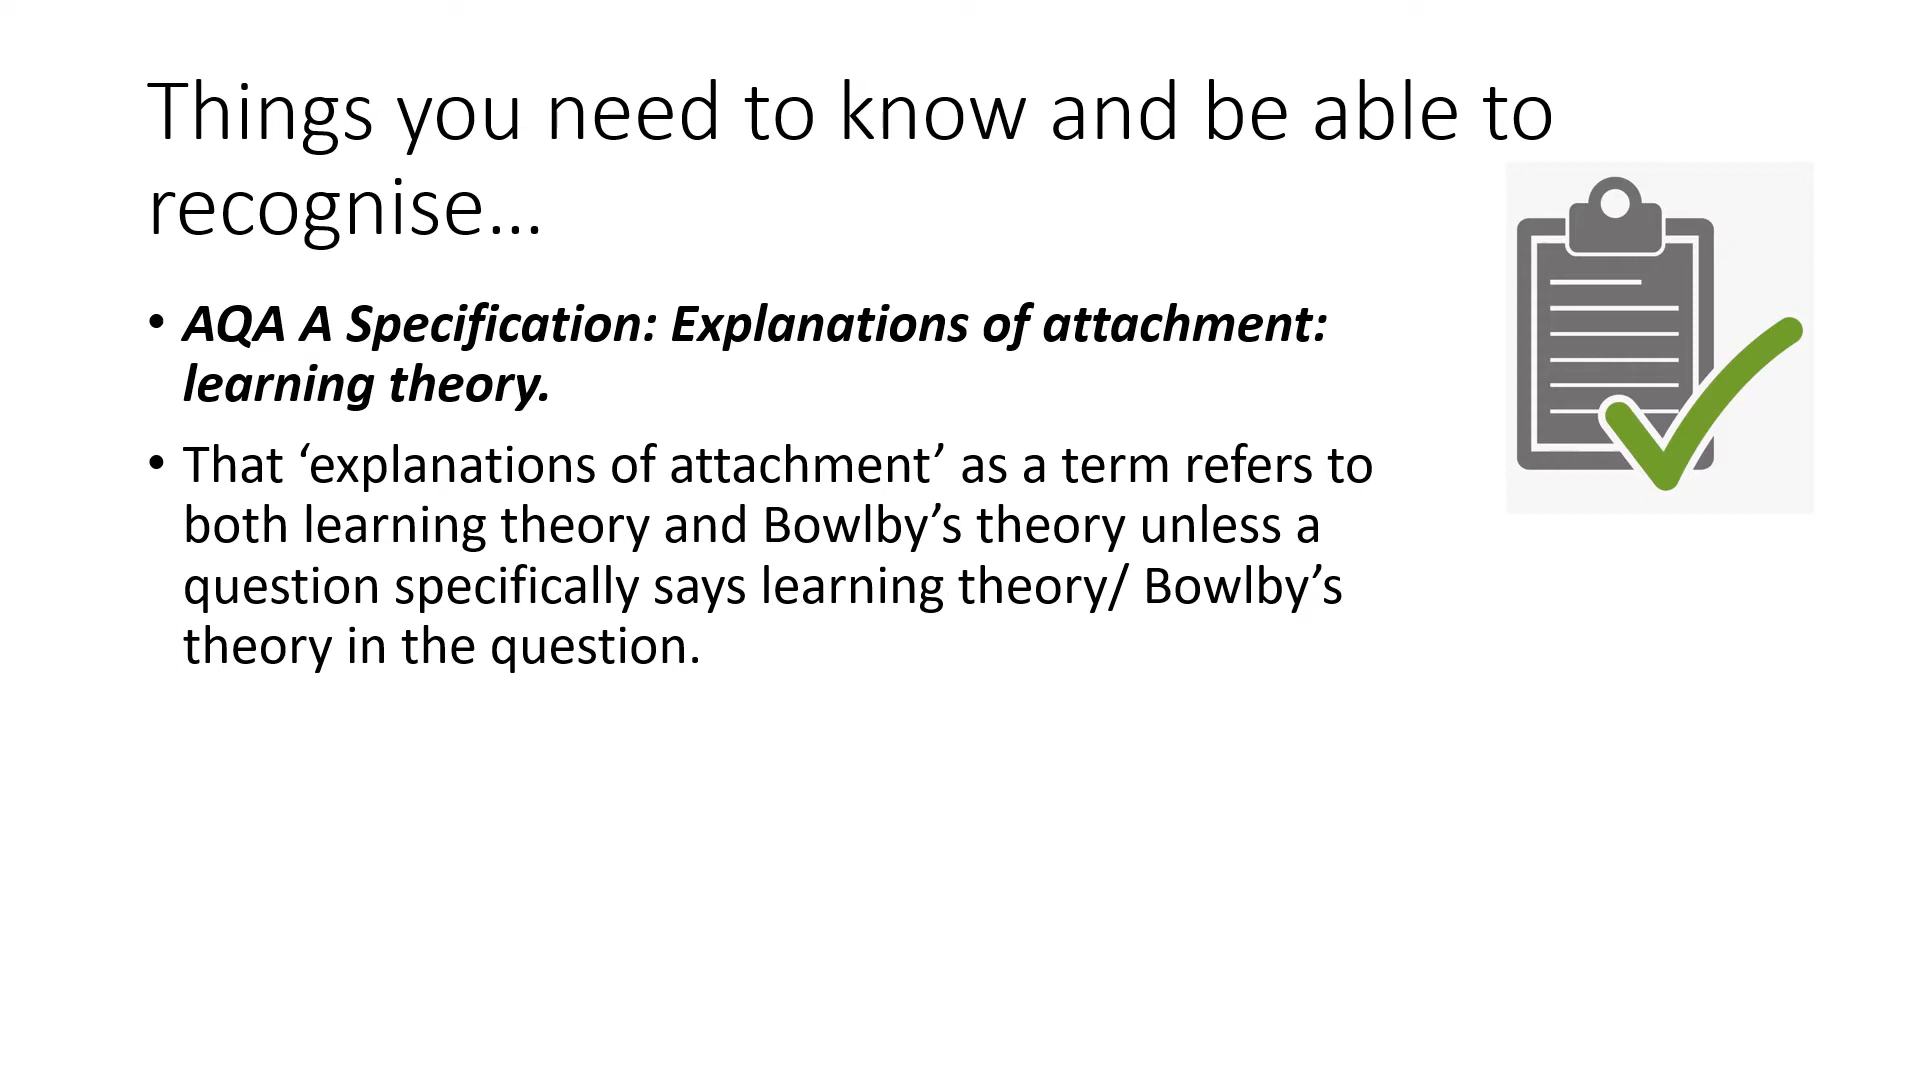 Things you need to know and be able to
recognise…
• AQA A Specification: Explanations of attachment:
learning theory.
• That ‘explanations of attachment’ as a term refers to
both learning theory and Bowlby’s theory unless a
question specifically says learning theory/ Bowlby’s
theory in the question.